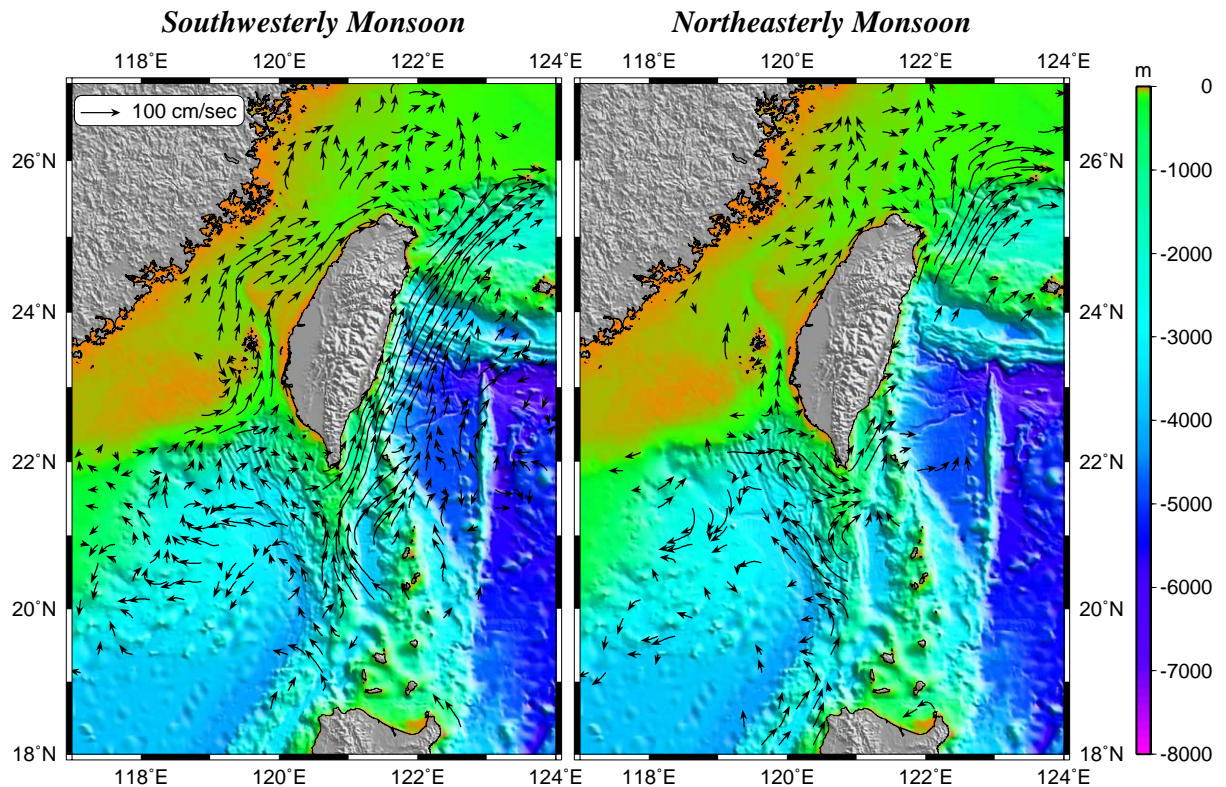 Southwesterly Monsoon
Northeasterly Monsoon
118°E 120°E 122°E 124°E
118°E 120°E 122°E 124°E
100 cm/sec
26°N
24°N
22°N
20°N
18°N
26°N
24°N
22°N
20°N
18°N
118°E 120°E 122°E 124°E
118°E 120°E 122°E 124°E
m
0
-1000
-2000
-3000
-4000
-5000
-6000
-7000
-8000